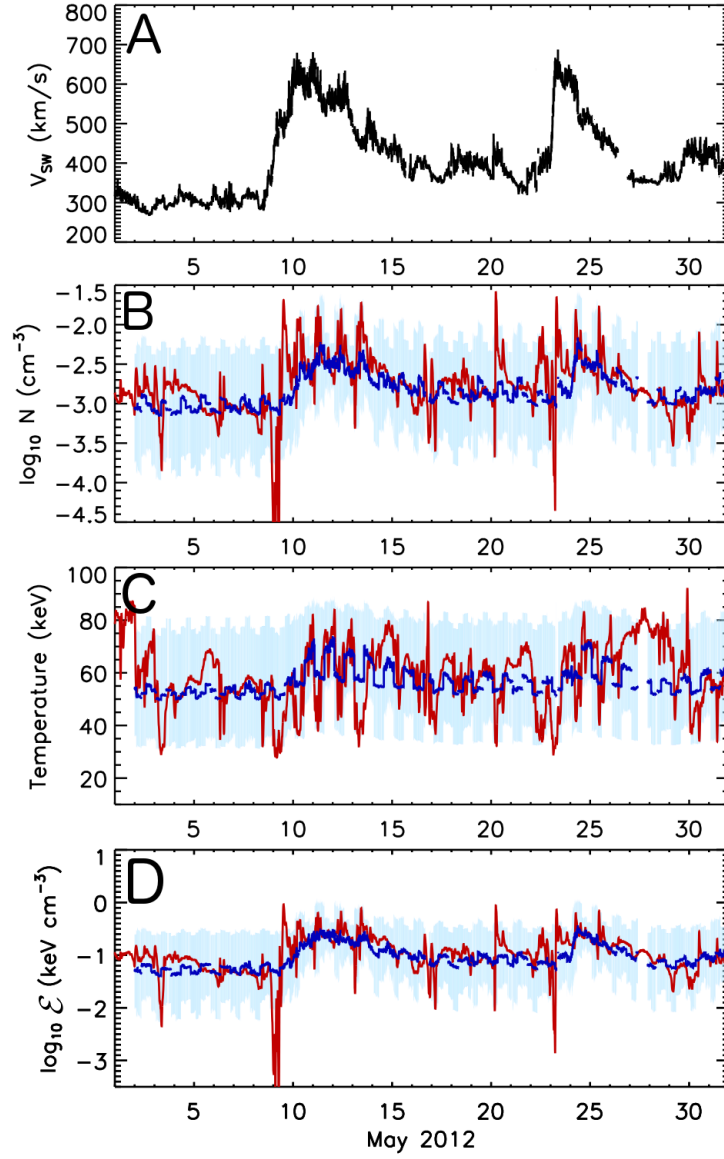 A
800
700
600
500
400
300
200
V_SW (km/s)
5 10 15 20 25 30
B
−1.5
−2.0
−2.5
−3.0
−3.5
−4.0
−4.5
log₁₀ N (cm⁻³)
5 10 15 20 25 30
C
100
80
60
40
20
Temperature (keV)
5 10 15 20 25 30
D
1
0
−1
−2
−3
log₁₀ ℰ (keV cm⁻³)
5 10 15 20 25 30
May 2012